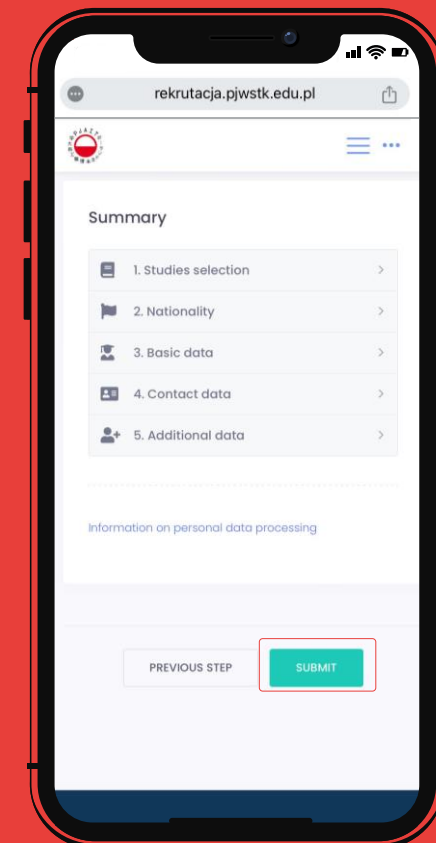 rekrutacja.pjwstk.edu.pl
Summary
1. Studies selection
2. Nationality
3. Basic data
4. Contact data
5. Additional data
Information on personal data processing
PREVIOUS STEP
SUBMIT